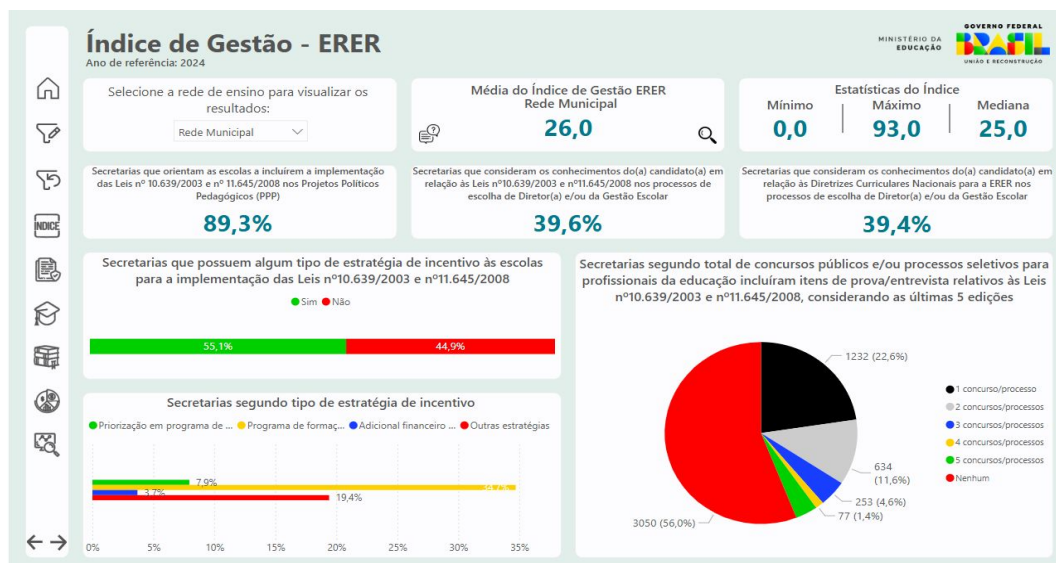 Índice de Gestão - ERER
Ano de referência: 2024
MINISTÉRIO DA
EDUCAÇÃO
GOVERNO FEDERAL
BRASIL
UNIÃO E RECONSTRUÇÃO
Selecione a rede de ensino para visualizar os
resultados:
Rede Municipal
Média do Índice de Gestão ERER
Rede Municipal
26,0
Estatísticas do Índice
Mínimo
Máximo
Mediana
0,0
93,0
25,0
Secretarias que orientam as escolas a incluírem a implementação
das Leis nº 10.639/2003 e nº 11.645/2008 nos Projetos Políticos
Pedagógicos (PPP)
89,3%
Secretarias que consideram os conhecimentos do(a) candidato(a) em
relação às Leis nº10.639/2003 e nº11.645/2008 nos processos de
escolha de Diretor(a) e/ou da Gestão Escolar
39,6%
Secretarias que consideram os conhecimentos do(a) candidato(a) em
relação às Diretrizes Curriculares Nacionais para a ERER nos
processos de escolha de Diretor(a) e/ou da Gestão Escolar
39,4%
INDICE
Secretarias que possuem algum tipo de estratégia de incentivo às escolas
para a implementação das Leis nº10.639/2003 e nº11.645/2008
Sim Não
55,1%
44,9%
Secretarias segundo tipo de estratégia de incentivo
Priorização em programa de ... Programa de formaç... Adicional financeiro ... Outras estratégias
7,9%
34,7%
3,7%
19,4%
0% 5% 10% 15% 20% 25% 30% 35%
Secretarias segundo total de concursos públicos e/ou processos seletivos para
profissionais da educação incluíram itens de prova/entrevista relativos às Leis
nº10.639/2003 e nº11.645/2008, considerando as últimas 5 edições
1232 (22,6%)
634
(11,6%)
253 (4,6%)
77 (1,4%)
3050 (56,0%)
1 concurso/processo
2 concursos/processos
3 concursos/processos
4 concursos/processos
5 concursos/processos
Nenhum